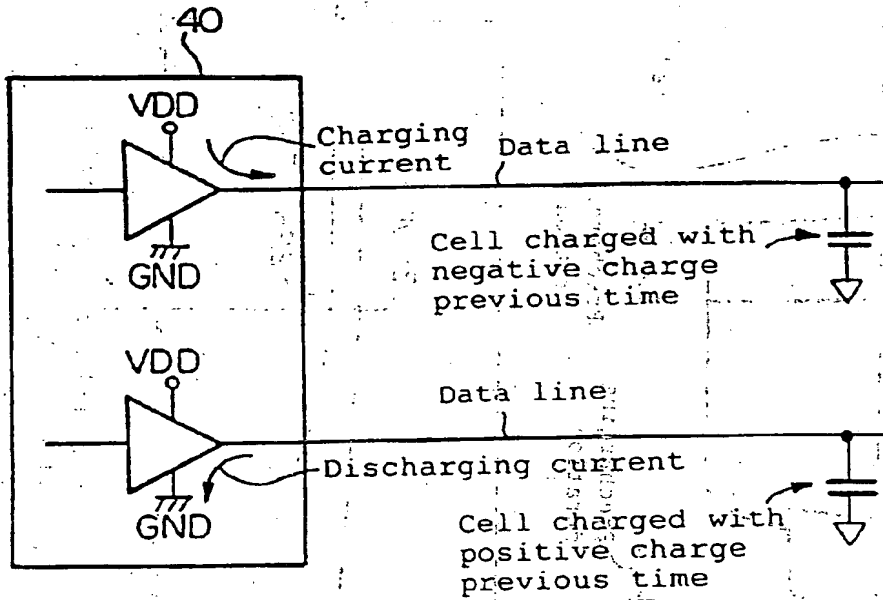 40
VDD
Charging
current
Data line
GND
Cell charged with
negative charge
previous time
VDD
Data line
Discharging current
GND
Cell charged with
positive charge
previous time